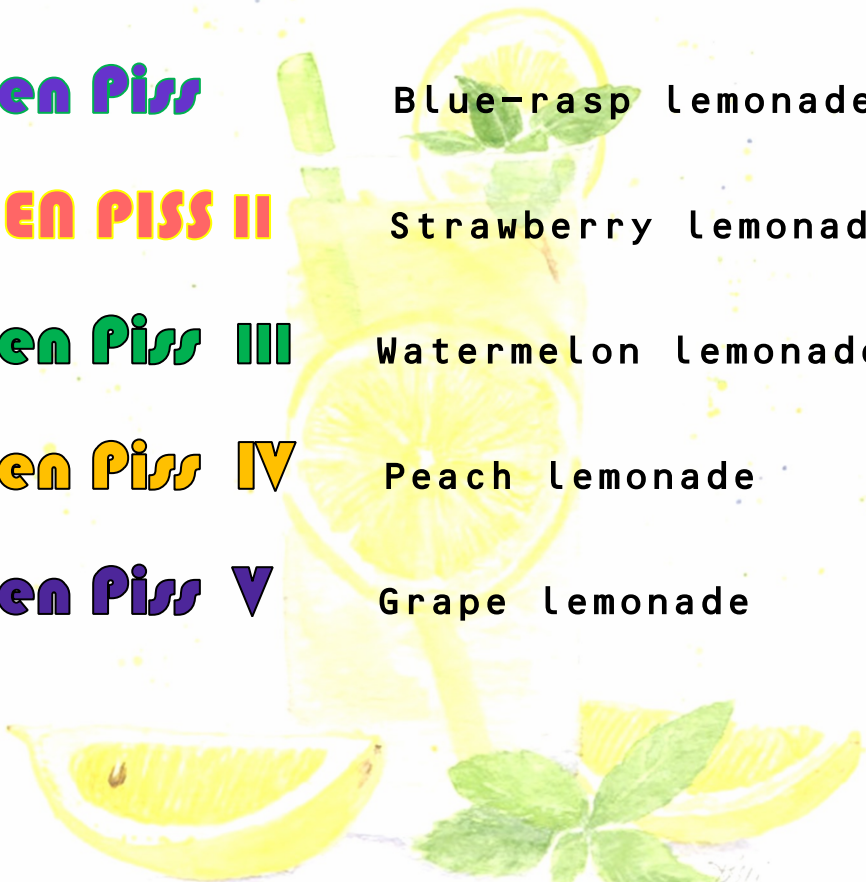 en Piss Blue-rasp lemonade
EN PISS II Strawberry lemonad
en Piss III Watermelon lemonade
en Piss IV Peach lemonade
en Piss V Grape lemonade